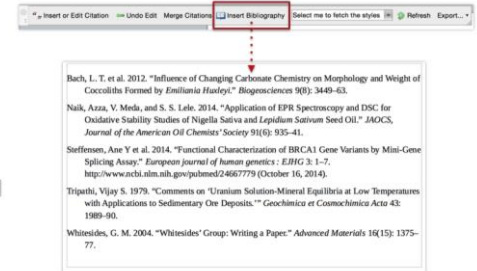 Insert or Edit Citation Undo Edit Merge Citations Insert Bibliography Select me to fetch the styles Refresh Export...
Bach, L. T. et al. 2012. “Influence of Changing Carbonate Chemistry on Morphology and Weight of
Coccoliths Formed by Emiliania Huxleyi.” Biogeosciences 9(8): 3449–63.
Naik, Azza, V. Meda, and S. S. Lele. 2014. “Application of EPR Spectroscopy and DSC for
Oxidative Stability Studies of Nigella Sativa and Lepidium Sativum Seed Oil.” JAOCS,
Journal of the American Oil Chemists' Society 91(6): 935–41.
Steffensen, Ane Y et al. 2014. “Functional Characterization of BRCA1 Gene Variants by Mini-Gene
Splicing Assay.” European journal of human genetics : EJHG 3: 1–7.
http://www.ncbi.nlm.nih.gov/pubmed/24667779 (October 16, 2014).
Tripathi, Vijay S. 1979. “Comments on ‘Uranium Solution-Mineral Equilibria at Low Temperatures
with Applications to Sedimentary Ore Deposits.’” Geochimica et Cosmochimica Acta 43:
1989–90.
Whitesides, G. M. 2004. “Whitesides' Group: Writing a Paper.” Advanced Materials 16(15): 1375–
77.